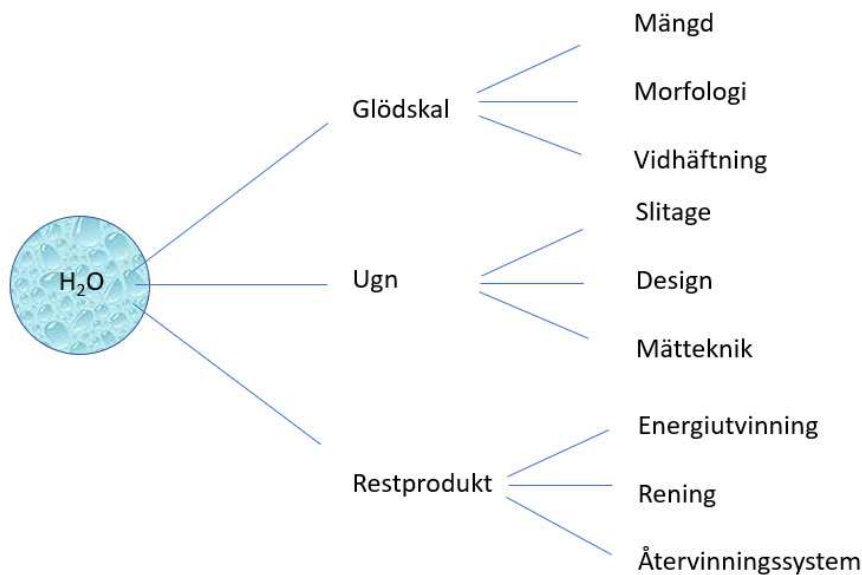 H₂O
Glödskal
Mängd
Morfologi
Vidhäftning
Ugn
Slitage
Design
Mätteknik
Restprodukt
Energiutvinning
Rening
Återvinningssystem